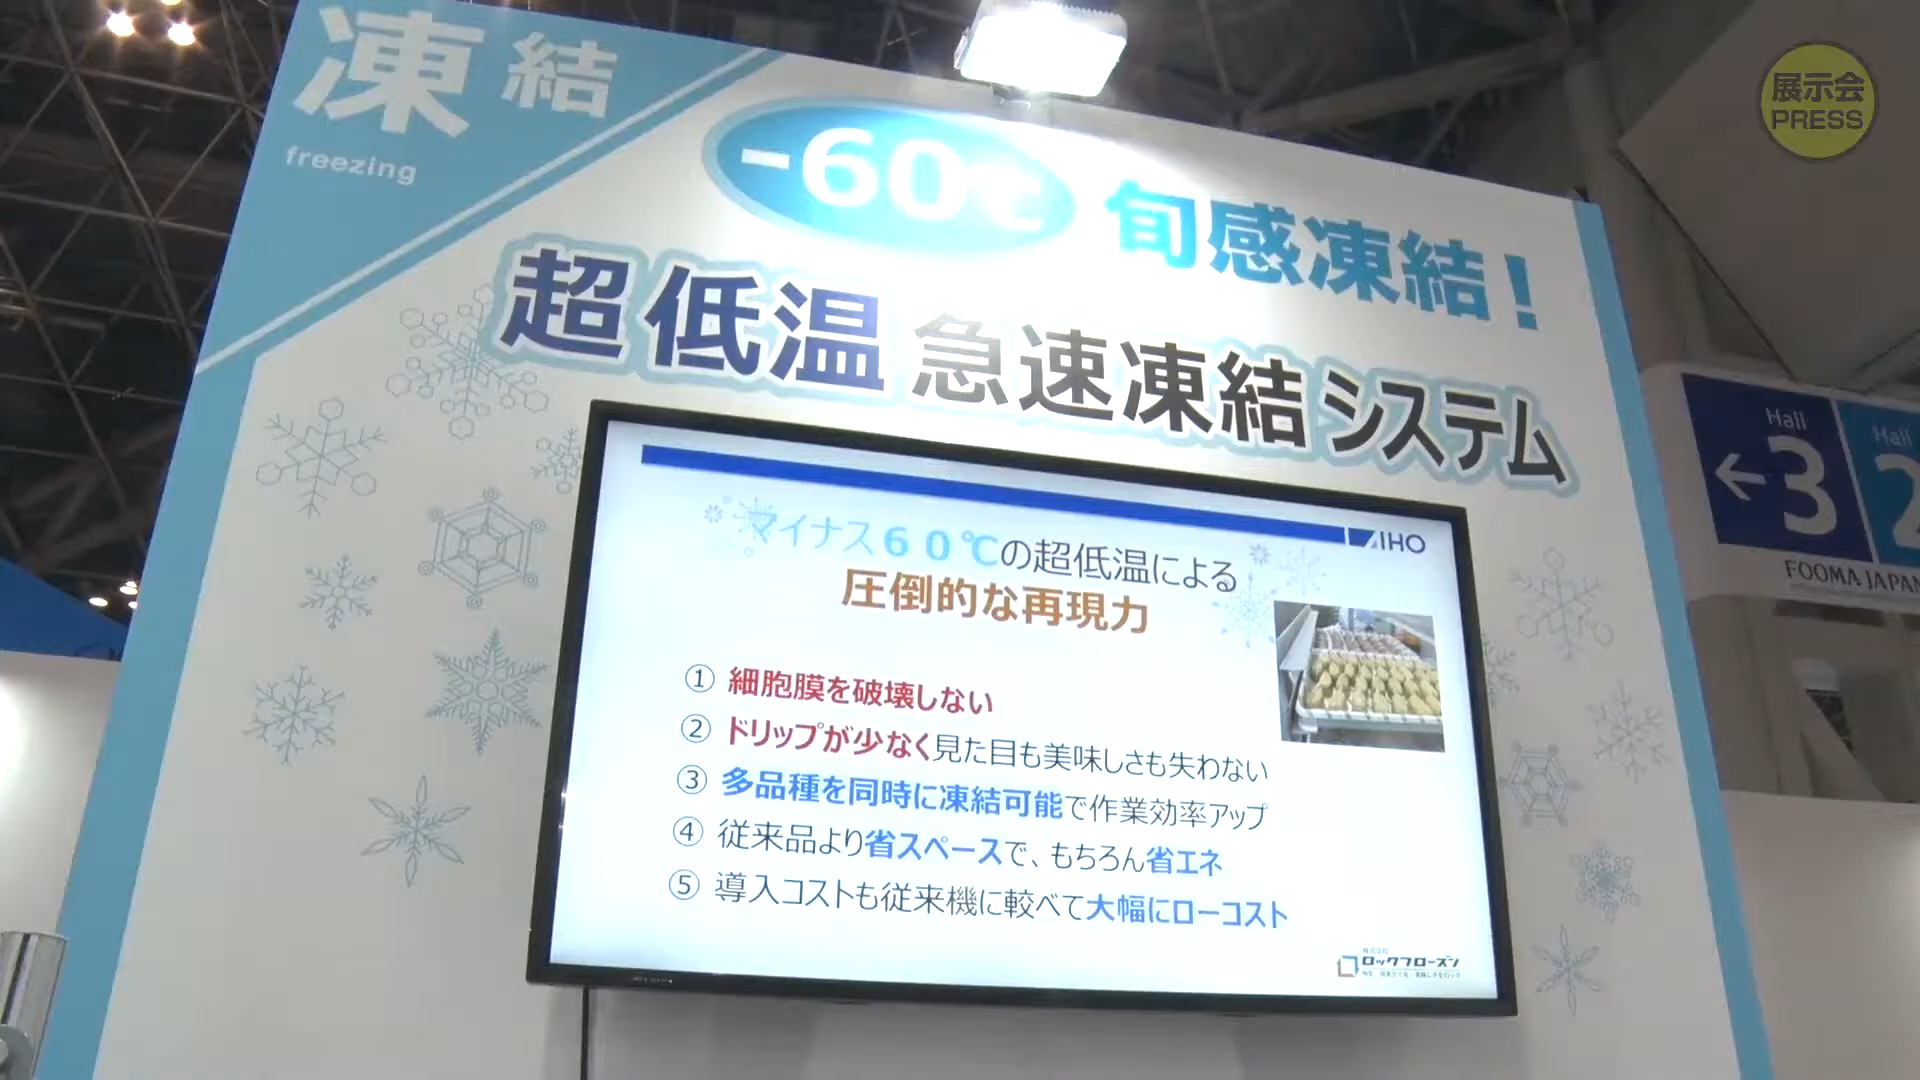 凍結
freezing
-60℃ 旬感凍結!
超低温 急速凍結システム
展示会
PRESS
AIHO
マイナス60℃の超低温による
圧倒的な再現力
① 細胞膜を破壊しない
② ドリップが少なく見た目も美味しさも失わない
③ 多品種を同時に凍結可能で作業効率アップ
④ 従来品より省スペースで、もちろん省エネ
⑤ 導入コストも従来機に較べて大幅にローコスト
株式会社
ロックフローズン
Hall
←3
Hall
2
FOOMA JAPAN